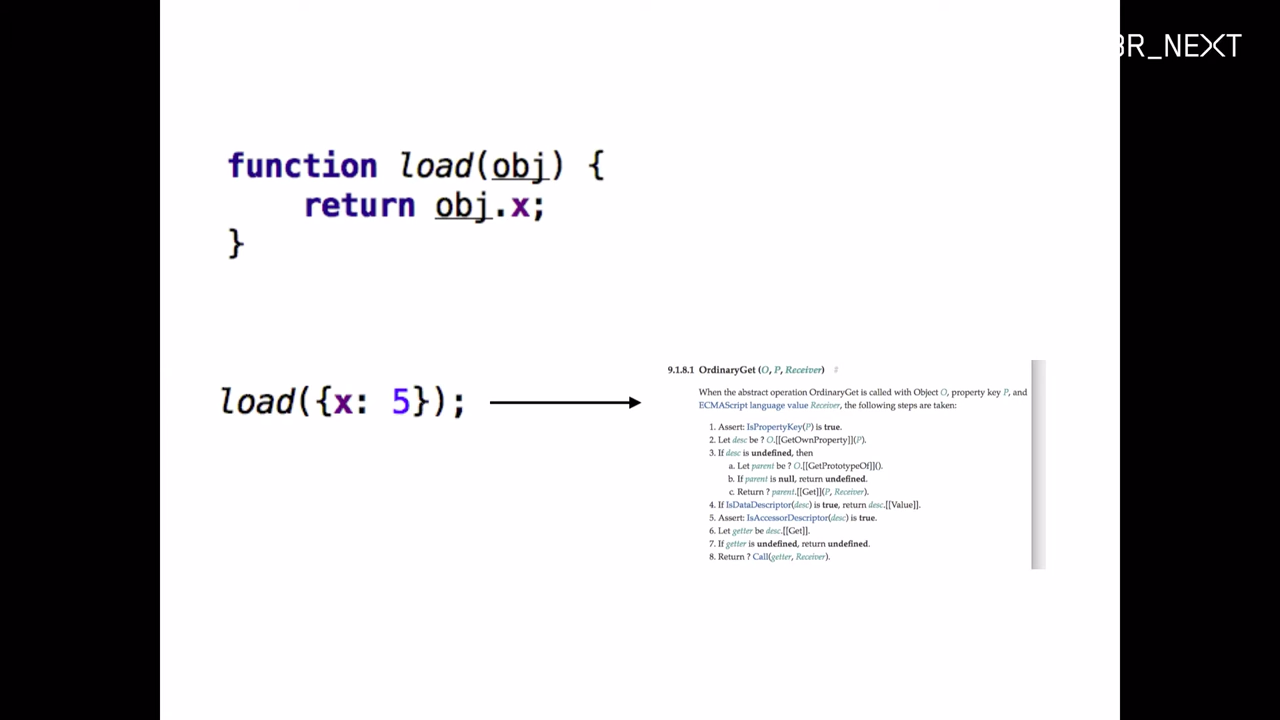 R_NEXT
function load(obj) {
return obj.x;
}
load({x: 5});
9.1.8.1 OrdinaryGet (O, P, Receiver)
When the abstract operation OrdinaryGet is called with Object O, property key P, and
ECMAScript language value Receiver, the following steps are taken:
1. Assert: IsPropertyKey(P) is true.
2. Let desc be ? O.[[GetOwnProperty]](P).
3. If desc is undefined, then
a. Let parent be ? O.[[GetPrototypeOf]]().
b. If parent is null, return undefined.
c. Return ? parent.[[Get]](P, Receiver).
4. If IsDataDescriptor(desc) is true, return desc.[[Value]].
5. Assert: IsAccessorDescriptor(desc) is true.
6. Let getter be desc.[[Get]].
7. If getter is undefined, return undefined.
8. Return ? Call(getter, Receiver).